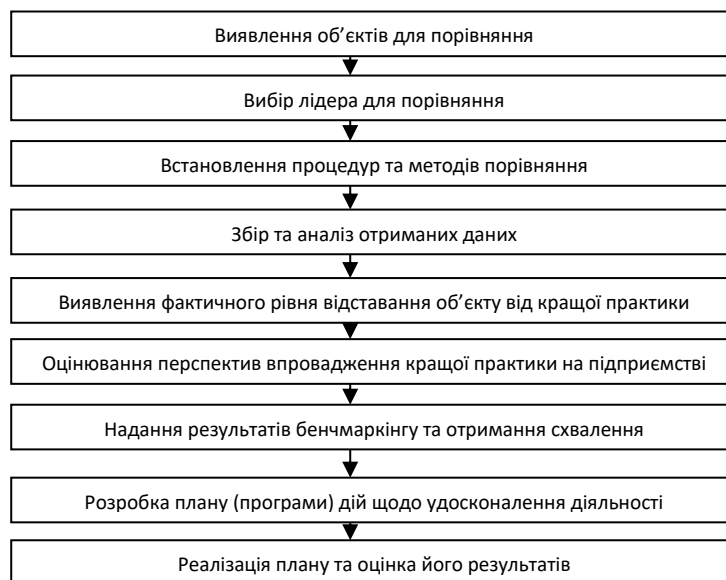 Виявлення об’єктів для порівняння
Вибір лідера для порівняння
Встановлення процедур та методів порівняння
Збір та аналіз отриманих даних
Виявлення фактичного рівня відставання об’єкту від кращої практики
Оцінювання перспектив впровадження кращої практики на підприємстві
Надання результатів бенчмаркінгу та отримання схвалення
Розробка плану (програми) дій щодо удосконалення діяльності
Реалізація плану та оцінка його результатів